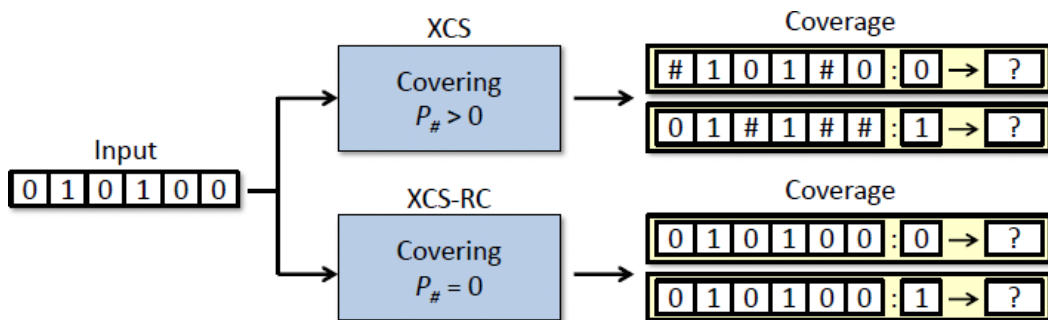 XCS
Covering
P# > 0
Coverage
# 1 0 1 # 0 : 0 → ?
0 1 # 1 # # : 1 → ?
Input
0 1 0 1 0 0
XCS-RC
Covering
P# = 0
Coverage
0 1 0 1 0 0 : 0 → ?
0 1 0 1 0 0 : 1 → ?